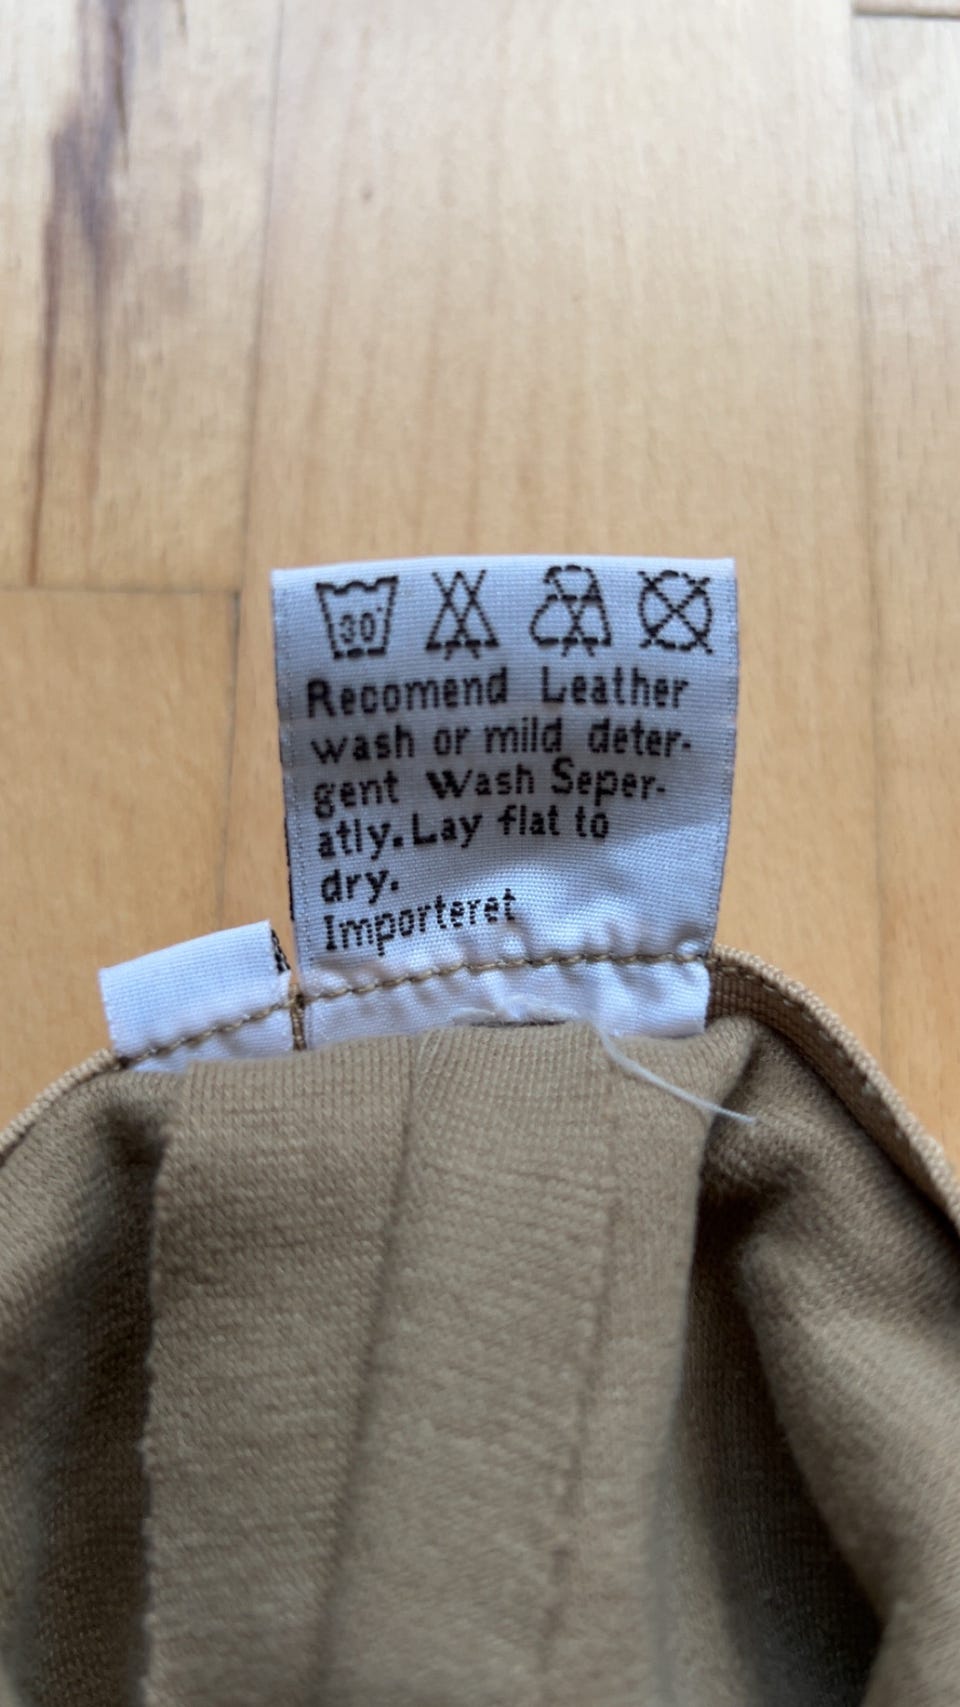 30°
Recomend Leather
wash or mild deter-
gent Wash Seper-
atly. Lay flat to
dry.
Importeret